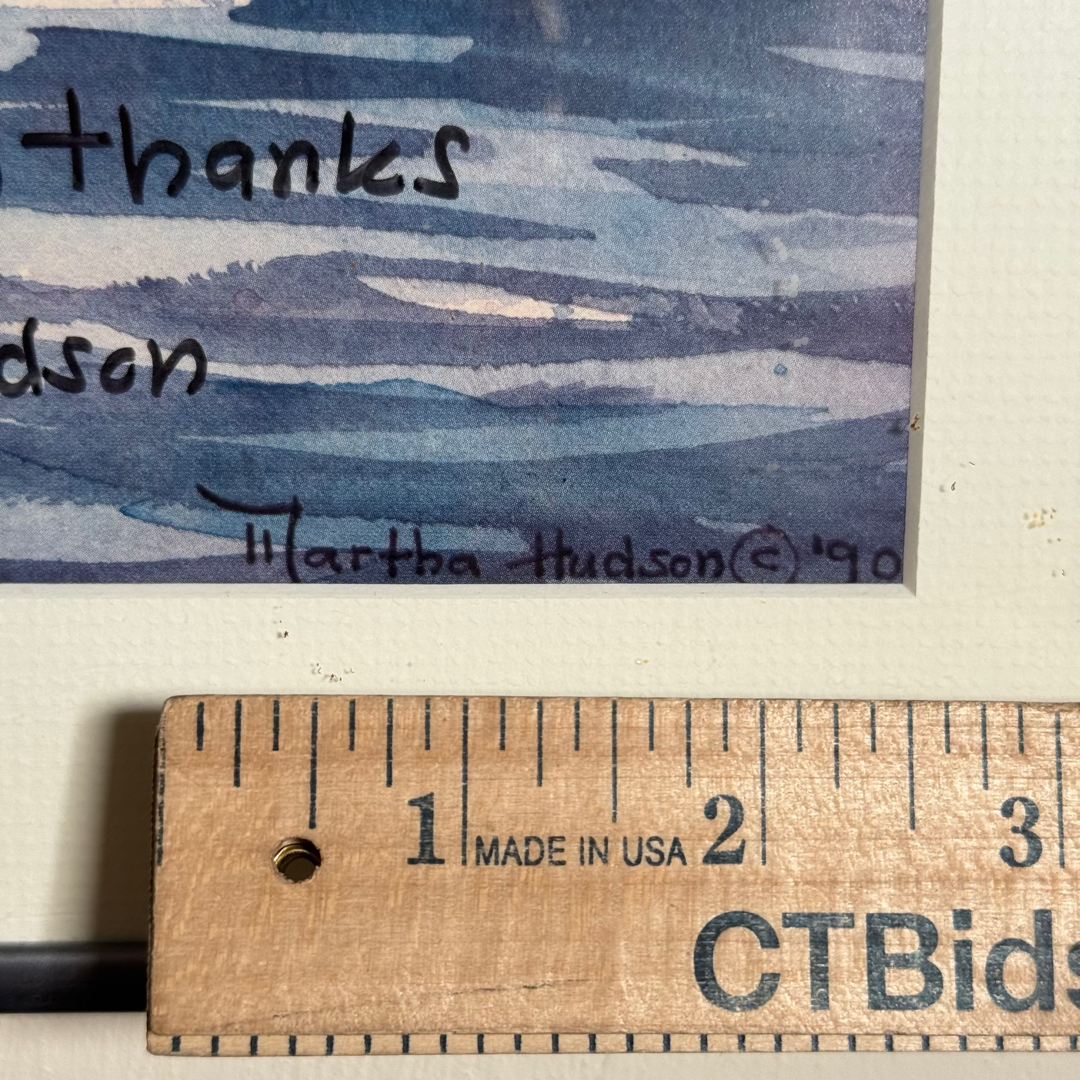 thanks
dson
Martha Hudson © '90
1 MADE IN USA 2 3
CTBids